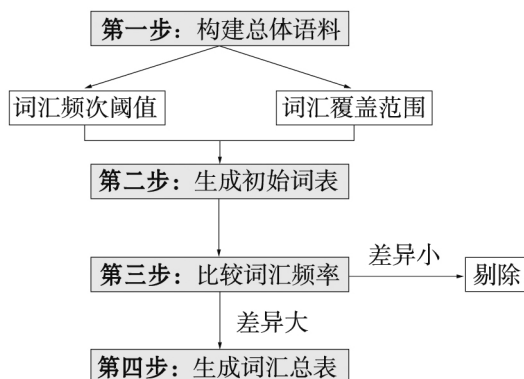 第一步：构建总体语料
词汇频次阈值
词汇覆盖范围
第二步：生成初始词表
第三步：比较词汇频率
差异小
剔除
差异大
第四步：生成词汇总表